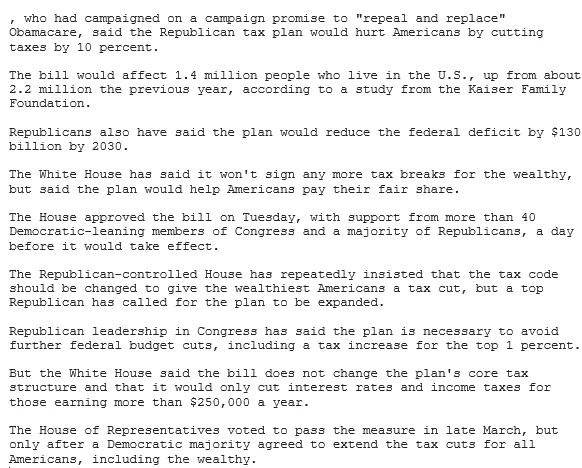 , who had campaigned on a campaign promise to "repeal and replace"
Obamacare, said the Republican tax plan would hurt Americans by cutting
taxes by 10 percent.
The bill would affect 1.4 million people who live in the U.S., up from about
2.2 million the previous year, according to a study from the Kaiser Family
Foundation.
Republicans also have said the plan would reduce the federal deficit by $130
billion by 2030.
The White House has said it won't sign any more tax breaks for the wealthy,
but said the plan would help Americans pay their fair share.
The House approved the bill on Tuesday, with support from more than 40
Democratic-leaning members of Congress and a majority of Republicans, a day
before it would take effect.
The Republican-controlled House has repeatedly insisted that the tax code
should be changed to give the wealthiest Americans a tax cut, but a top
Republican has called for the plan to be expanded.
Republican leadership in Congress has said the plan is necessary to avoid
further federal budget cuts, including a tax increase for the top 1 percent.
But the White House said the bill does not change the plan's core tax
structure and that it would only cut interest rates and income taxes for
those earning more than $250,000 a year.
The House of Representatives voted to pass the measure in late March, but
only after a Democratic majority agreed to extend the tax cuts for all
Americans, including the wealthy.